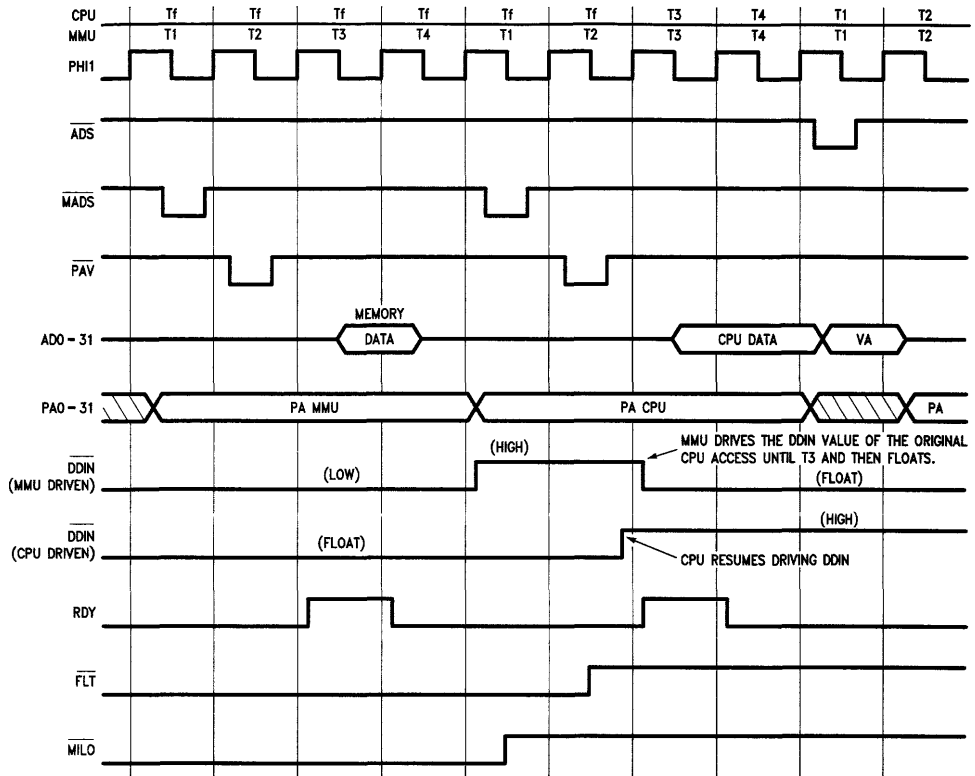 CPU Tf Tf Tf Tf Tf Tf T3 T4 T1 T2
MMU T1 T2 T3 T4 T1 T2 T3 T4 T1 T2
PHI1
ADS
MADS
PAV
MEMORY
AD0-31 DATA CPU DATA VA
PA0-31 PA MMU PA CPU PA
(HIGH) MMU DRIVES THE DDIN VALUE OF THE ORIGINAL
CPU ACCESS UNTIL T3 AND THEN FLOATS.
DDIN
(MMU DRIVEN) (LOW) (FLOAT)
DDIN (HIGH)
(CPU DRIVEN) (FLOAT)
CPU RESUMES DRIVING DDIN
RDY
FLT
MILO